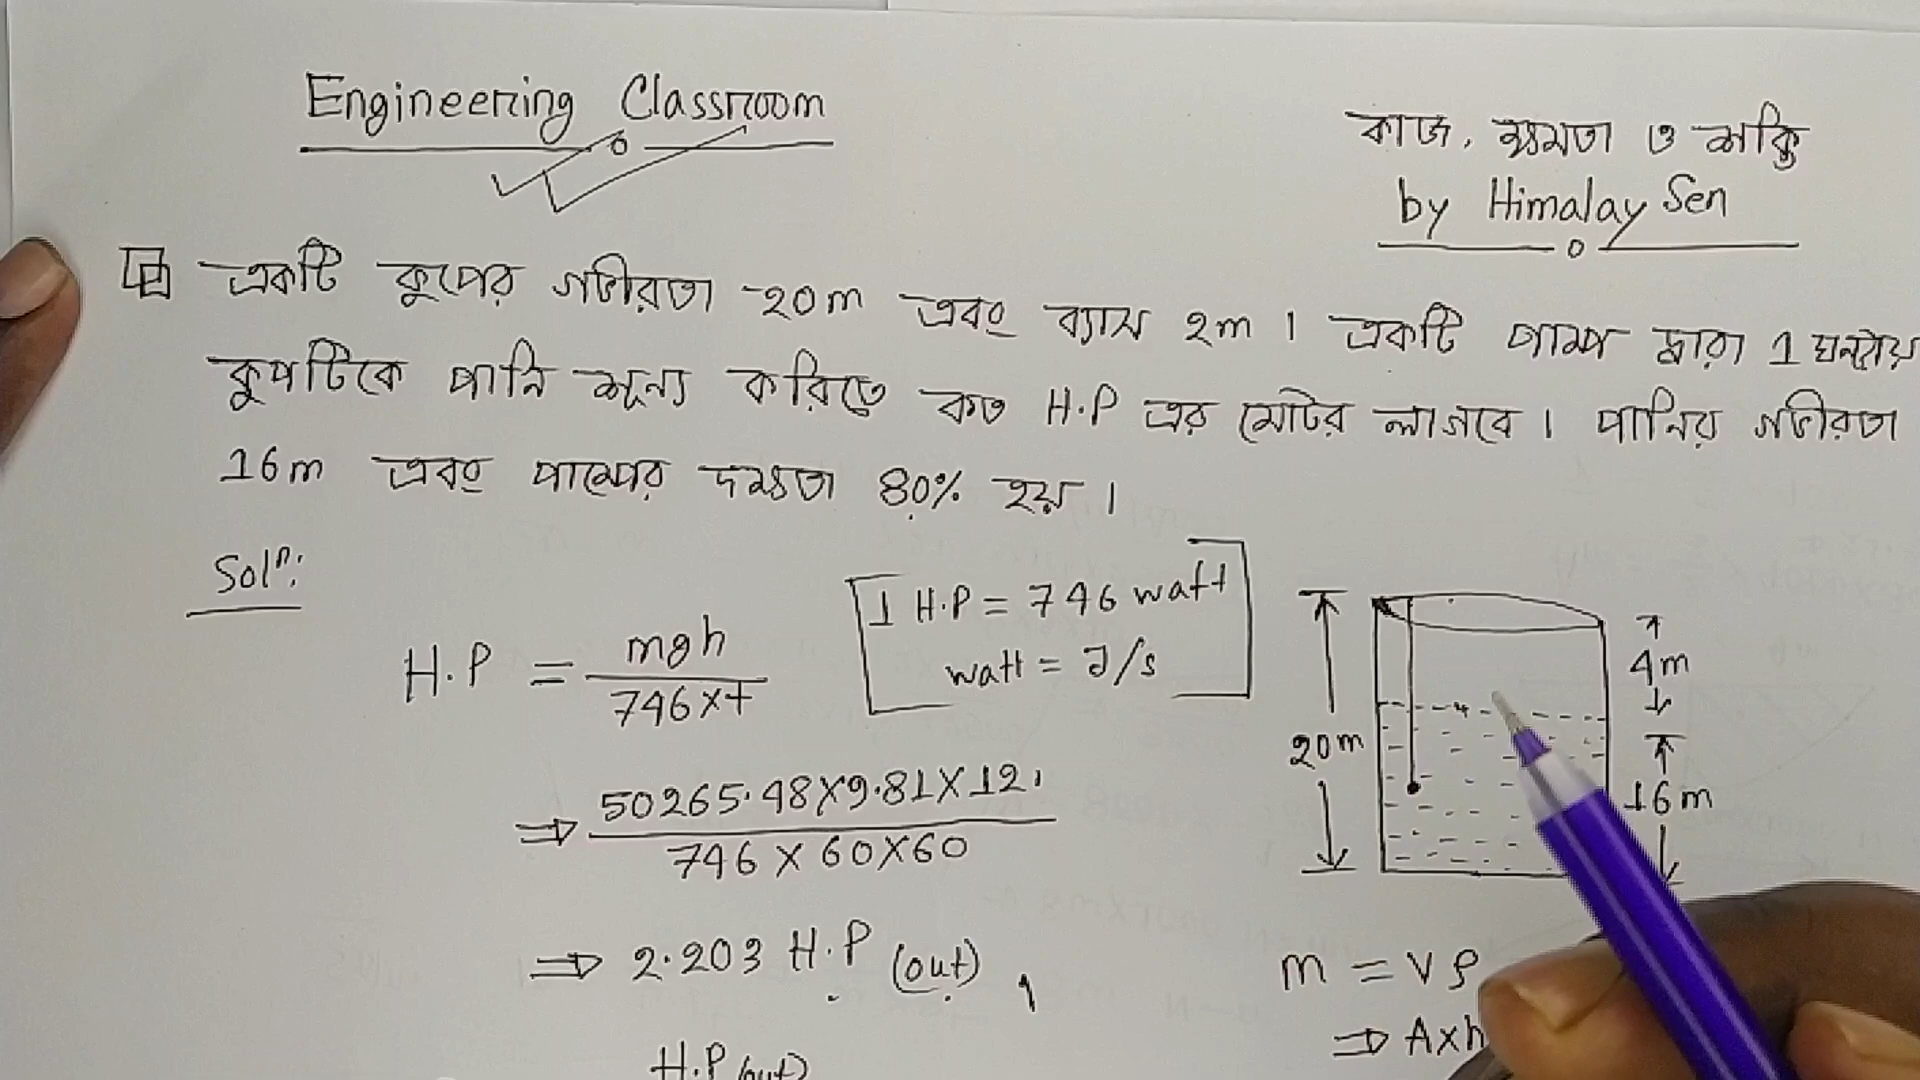 Engineering Classroom
কাজ, ক্ষমতা ও শক্তি
by Himalay Sen
একটি কুপের গভীরতা 20m এবং ব্যাস 2m । একটি পাম্প দ্বারা 1 ঘন্টায়
কুপটিকে পানি শূন্য করিতে কত H.P এর মোটর লাগবে । পানির গভীরতা
16m এবং পাম্পের দক্ষতা 80% হয় ।
Solⁿ:
H.P = mgh / 746×t
1 H.P = 746 watt
watt = J/s
⇒ 50265.48×9.81×12 / 746 × 60×60
⇒ 2.203 H.P (out)
H.P (out)
20m
4m
16m
m = Vρ
⇒ A×h